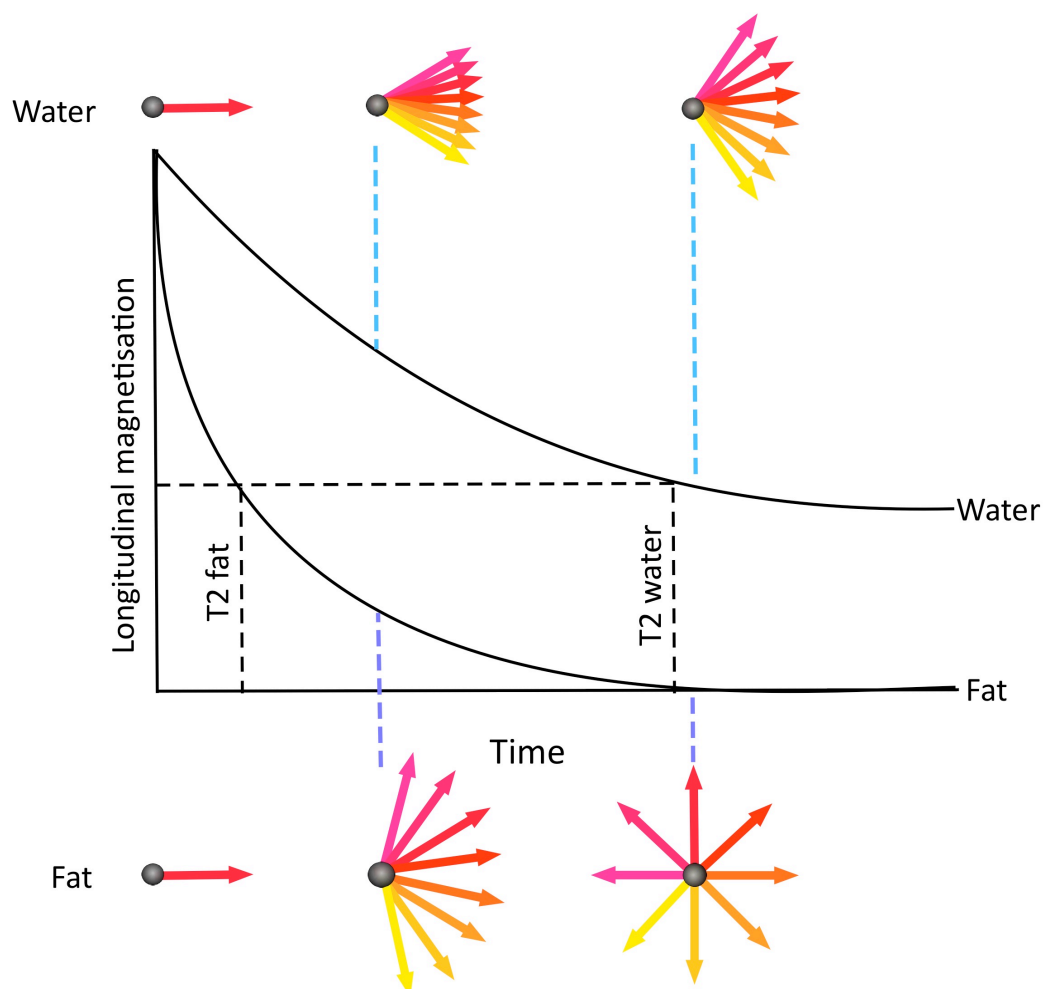 Water
Longitudinal magnetisation
T2 fat
T2 water
Water
Fat
Time
Fat